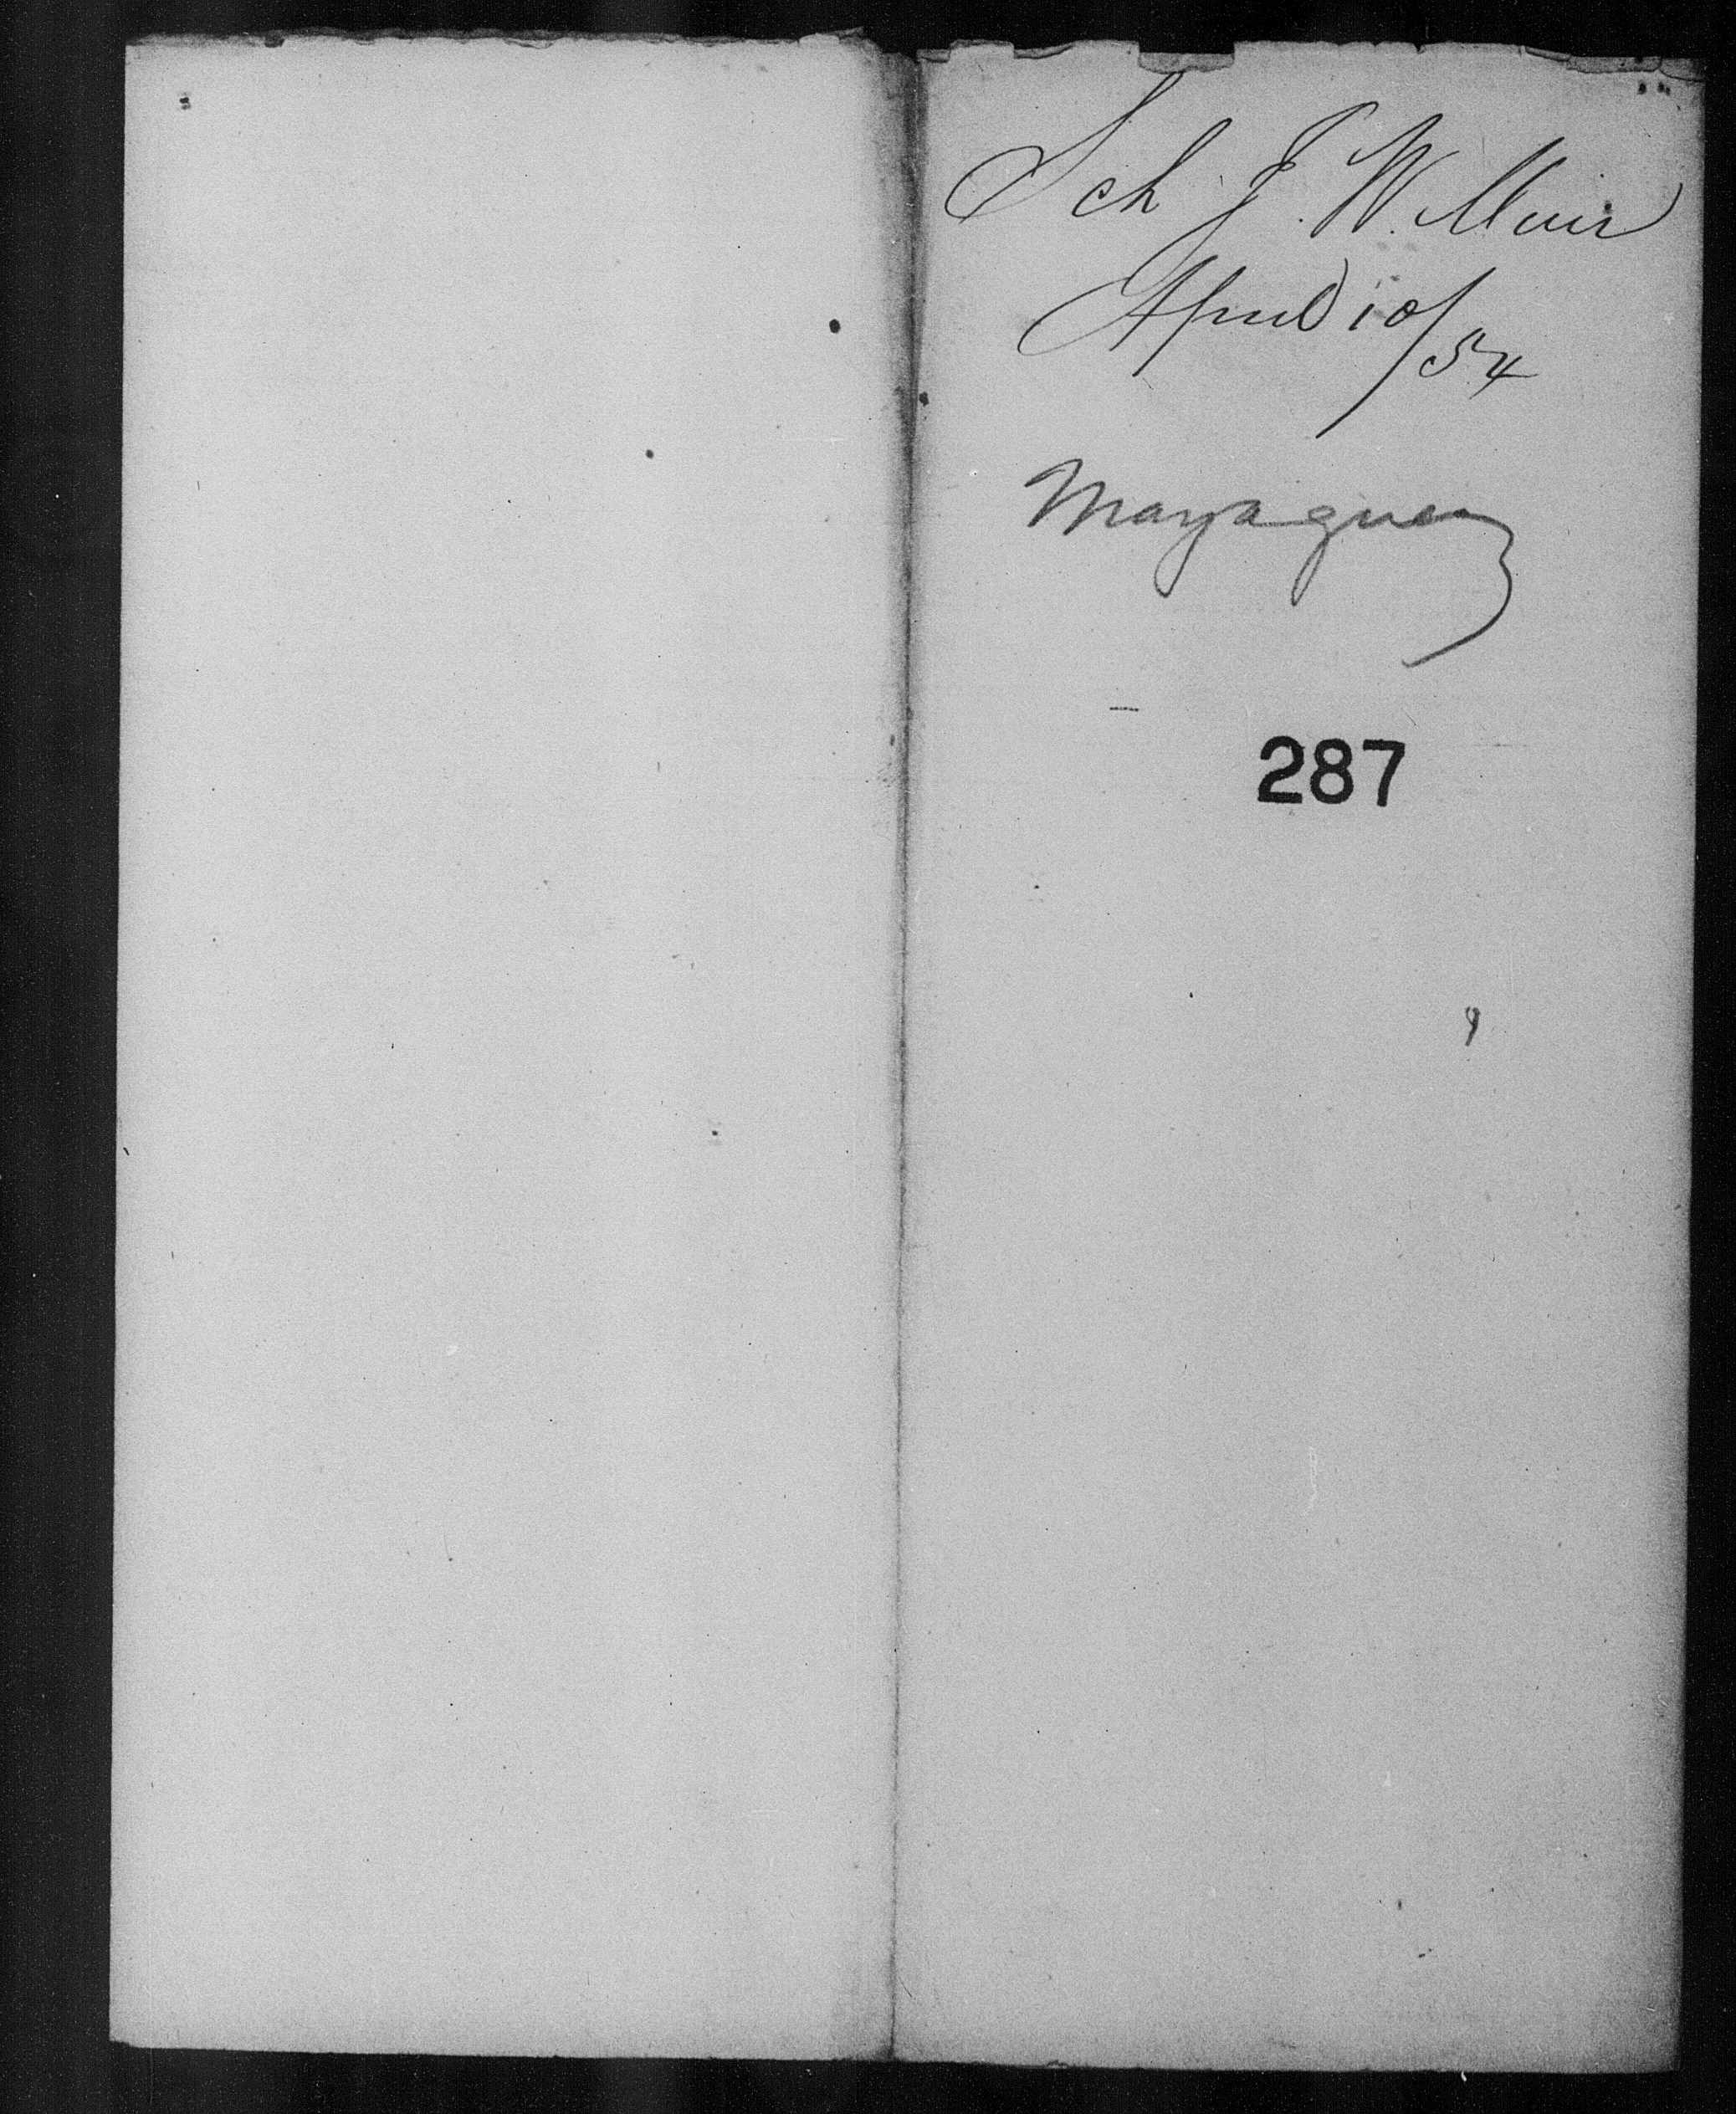 Sch J. W. Muir
April 10/54
Mayaguez
287